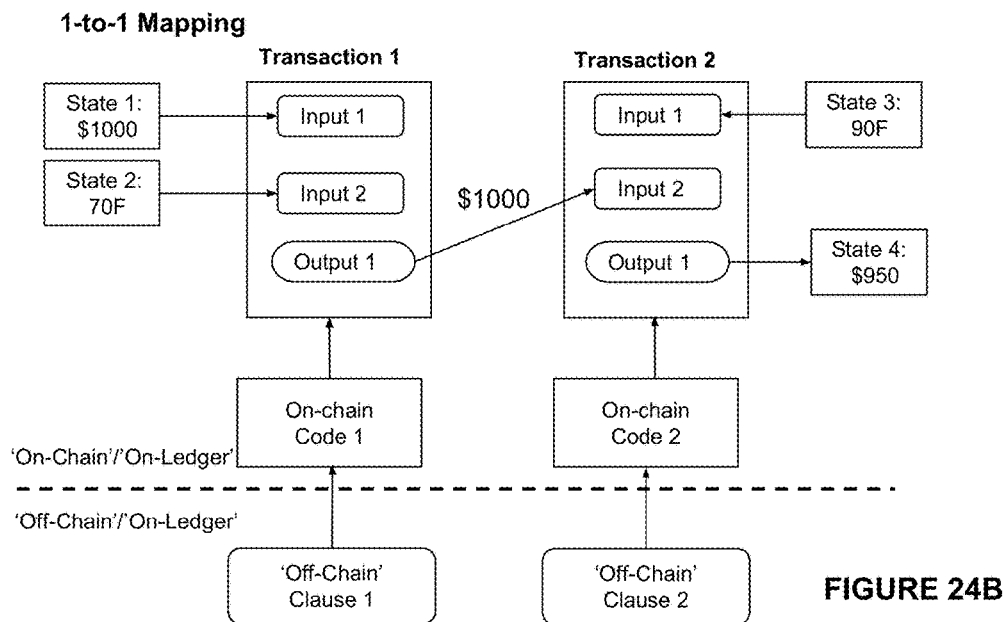 1-to-1 Mapping
Transaction 1
Transaction 2
State 1:
$1000
Input 1
Input 1
State 3:
90F
State 2:
70F
Input 2
$1000
Input 2
Output 1
Output 1
State 4:
$950
On-chain
Code 1
On-chain
Code 2
'On-Chain'/'On-Ledger'
'Off-Chain'/'On-Ledger'
'Off-Chain'
Clause 1
'Off-Chain'
Clause 2
FIGURE 24B